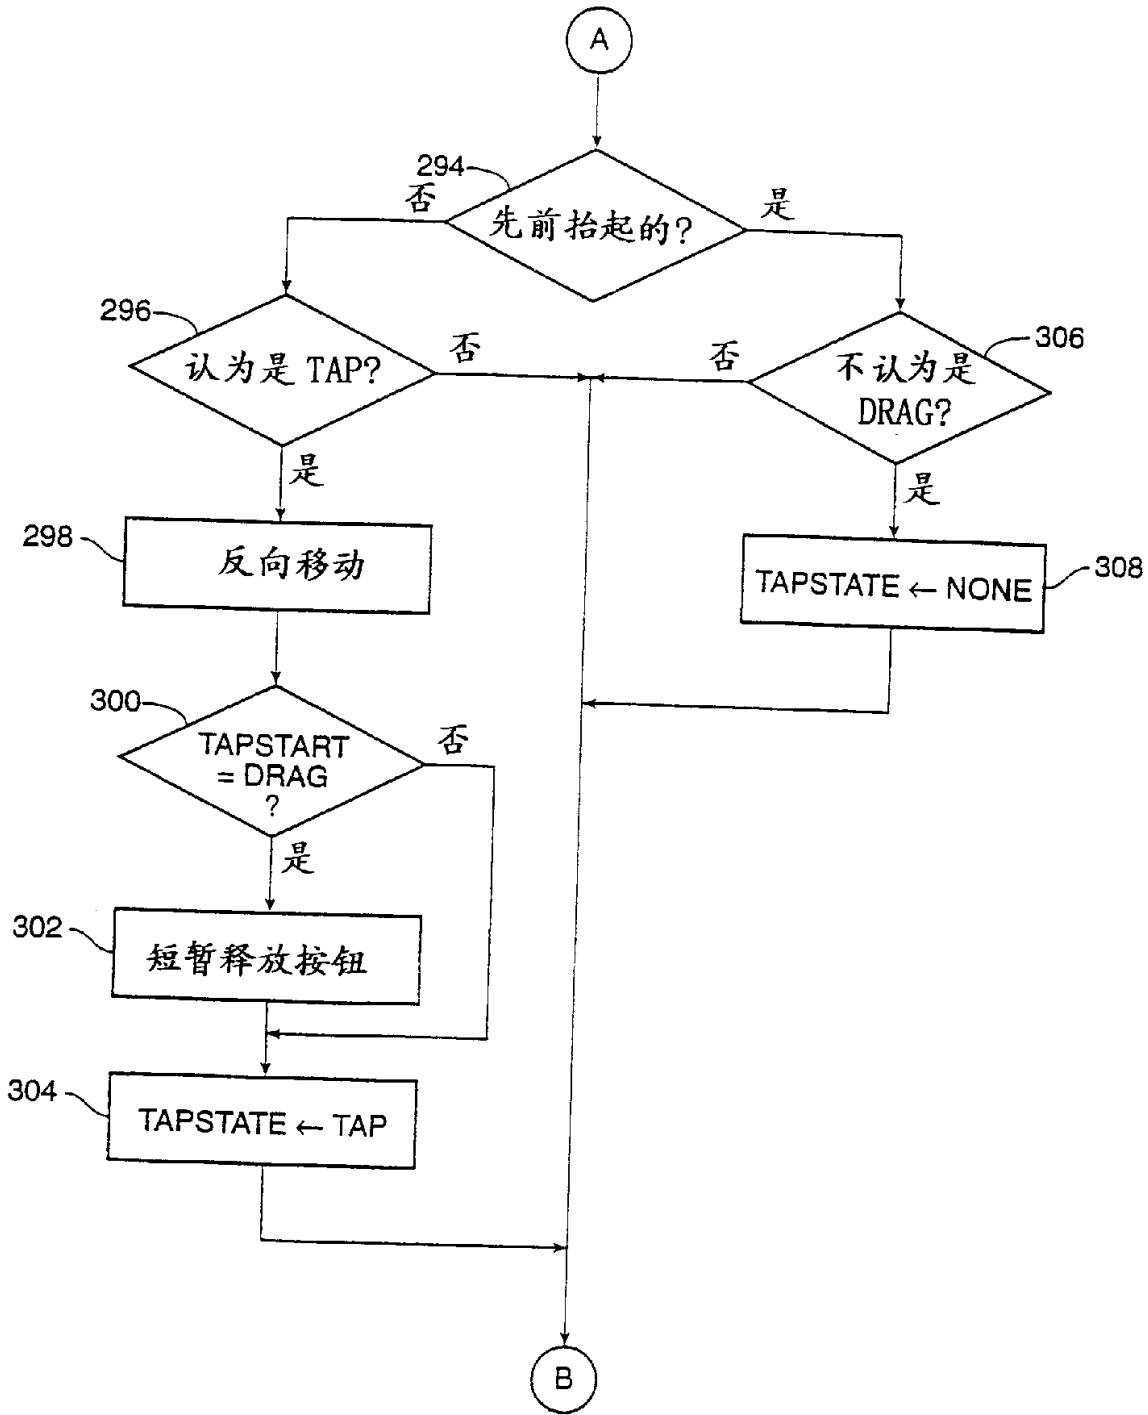 A
294
否
是
先前抬起的?
296
认为是 TAP?
否
否
306
不认为是
DRAG?
是
是
298
反向移动
TAPSTATE ← NONE
308
300
TAPSTART
= DRAG
?
否
是
302
短暂释放按钮
304
TAPSTATE ← TAP
B